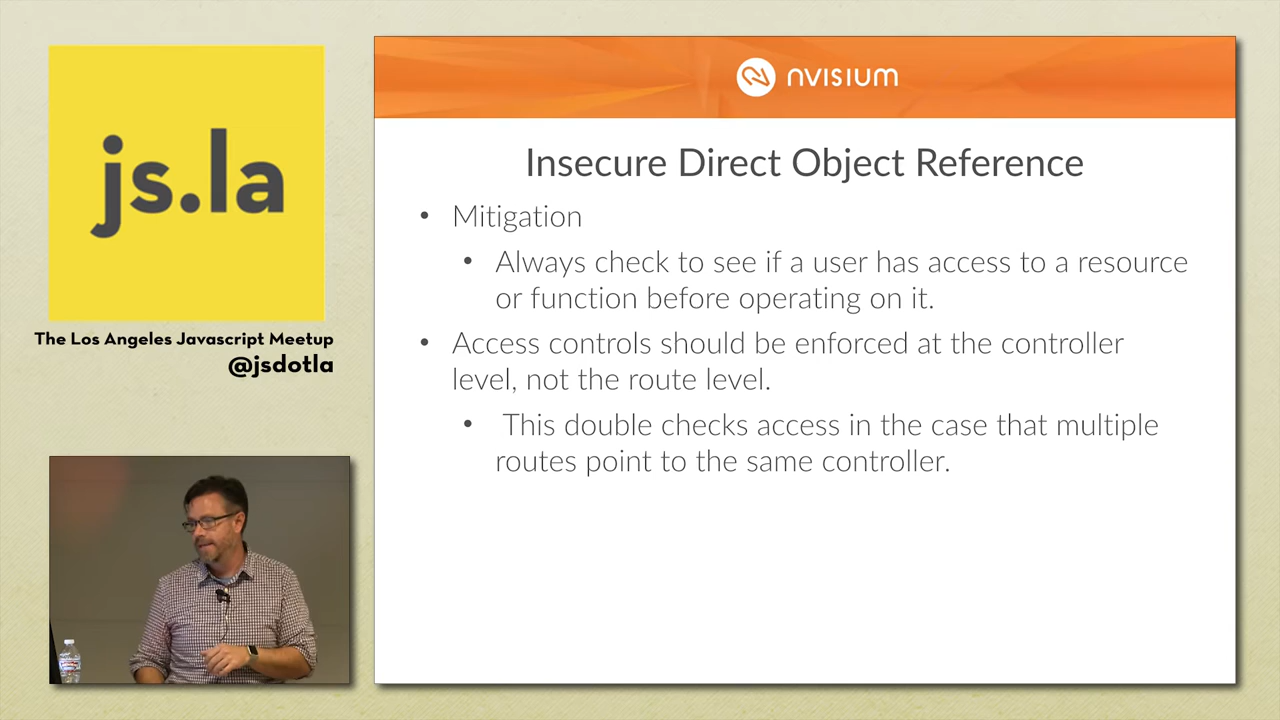 js.la
The Los Angeles Javascript Meetup
@jsdotla
nVISIUM
Insecure Direct Object Reference
• Mitigation
• Always check to see if a user has access to a resource
or function before operating on it.
• Access controls should be enforced at the controller
level, not the route level.
• This double checks access in the case that multiple
routes point to the same controller.